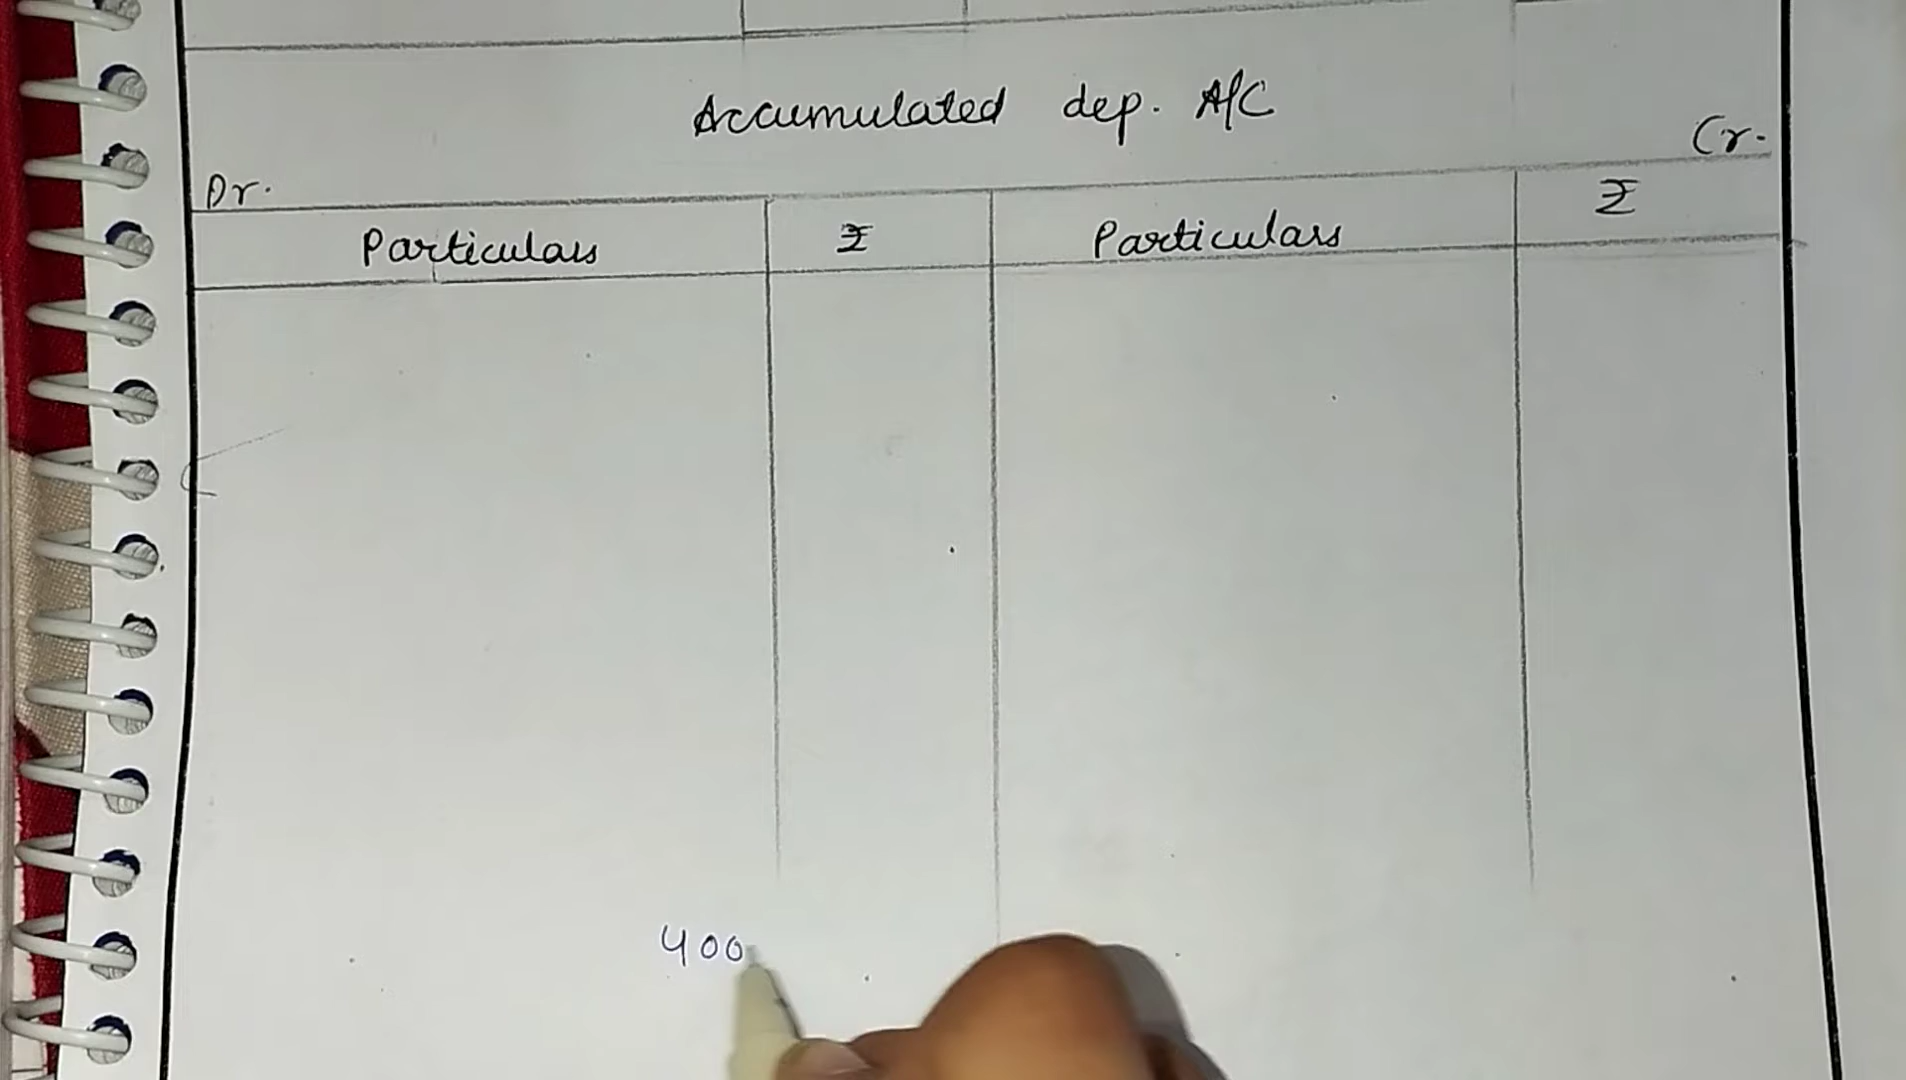 Accumulated dep. A/C
Dr. Cr.
Particulars ₹ Particulars ₹
400